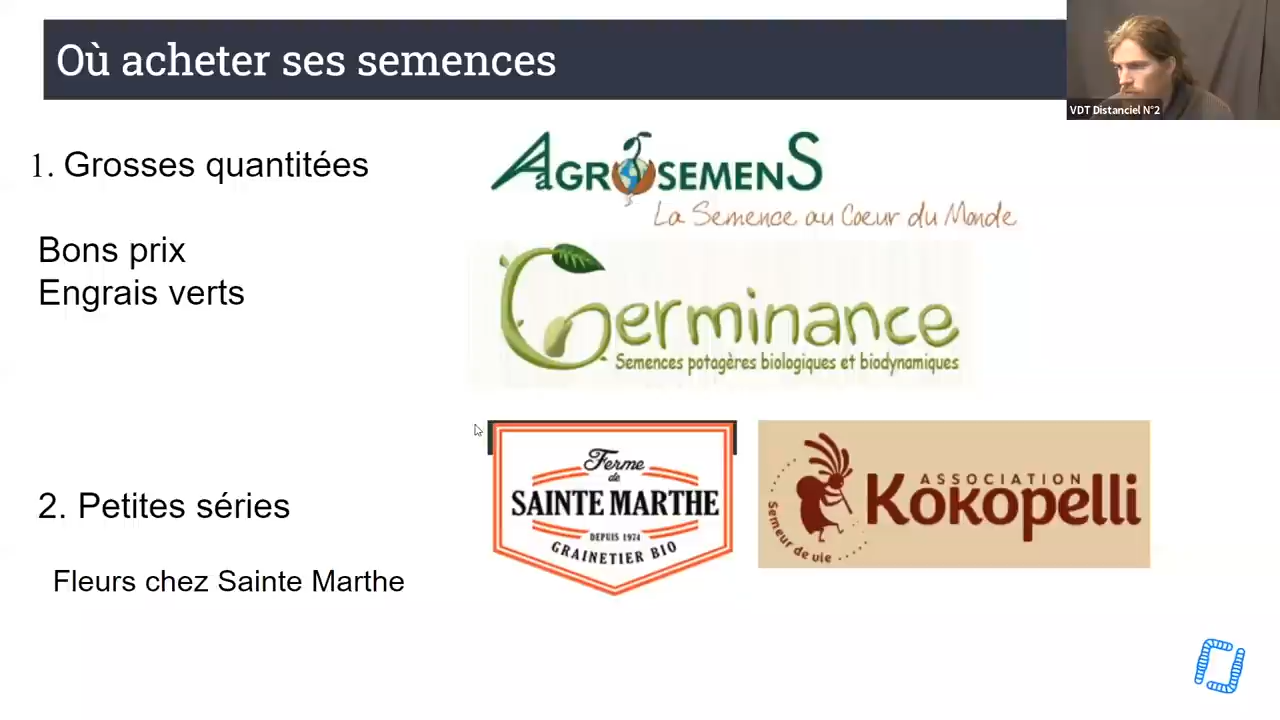 Où acheter ses semences
VDT Distanciel N°2
1. Grosses quantitées
AGROSEMENS
La Semence au Coeur du Monde
Bons prix
Engrais verts
Germinance
Semences potagères biologiques et biodynamiques
2. Petites séries
Fleurs chez Sainte Marthe
Ferme
de
SAINTE MARTHE
DEPUIS 1974
GRAINETIER BIO
ASSOCIATION
Kokopelli
Semeur de vie